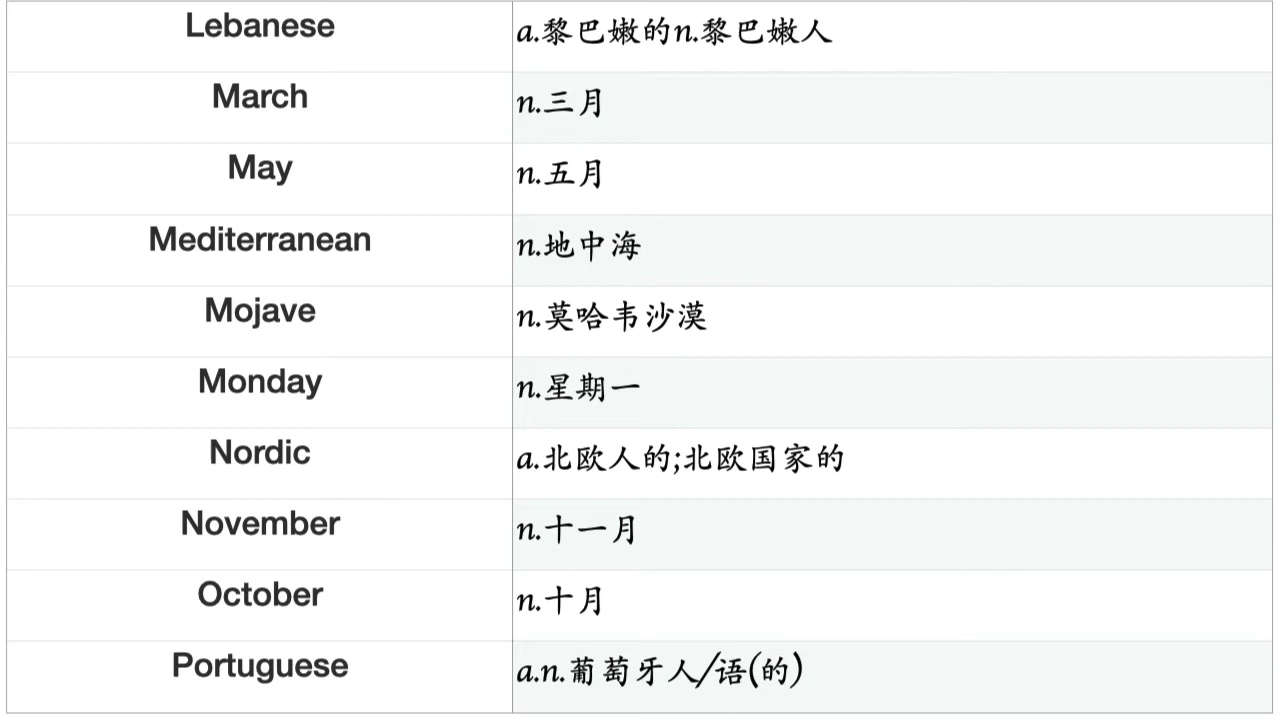 Lebanese a.黎巴嫩的n.黎巴嫩人
March n.三月
May n.五月
Mediterranean n.地中海
Mojave n.莫哈韦沙漠
Monday n.星期一
Nordic a.北欧人的;北欧国家的
November n.十一月
October n.十月
Portuguese a.n.葡萄牙人/语(的)